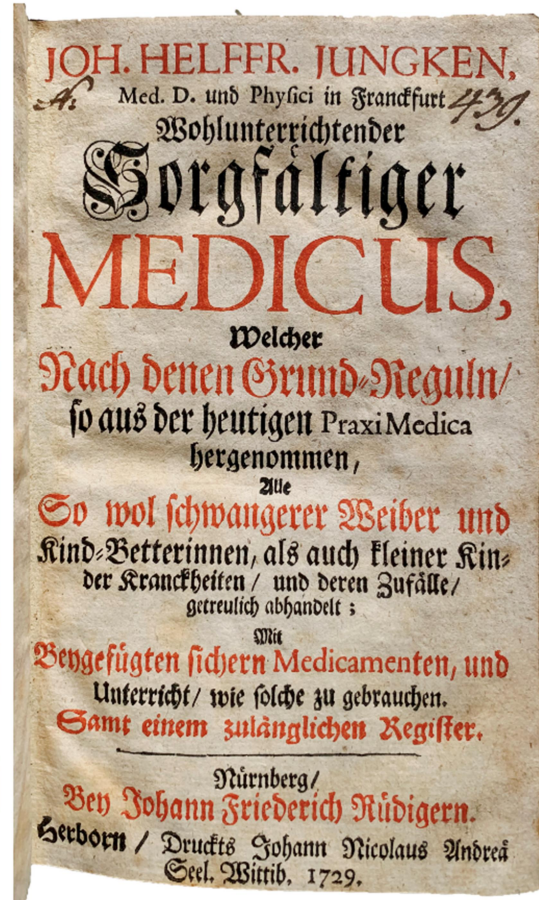 JOH. HELFFR. JUNGKEN,
Med. D. und Physici in Franckfurt
439.
Wohlunterrichtender
Sorgfältiger
MEDICUS,
Welcher
Nach denen Grund-Reguln/
so aus der heutigen Praxi Medica
hergenommen,
Alle
So wol schwangerer Weiber und
Kind-Betterinnen, als auch kleiner Kin-
der Kranckheiten / und deren Zufälle/
getreulich abhandelt;
Mit
Beygefügten sichern Medicamenten, und
Unterricht/ wie solche zu gebrauchen.
Samt einem zulänglichen Register.
Nürnberg/
Bey Johann Friederich Rüdigern.
Herborn / Druckts Johann Nicolaus Andreä
Seel. Wittib. 1729.